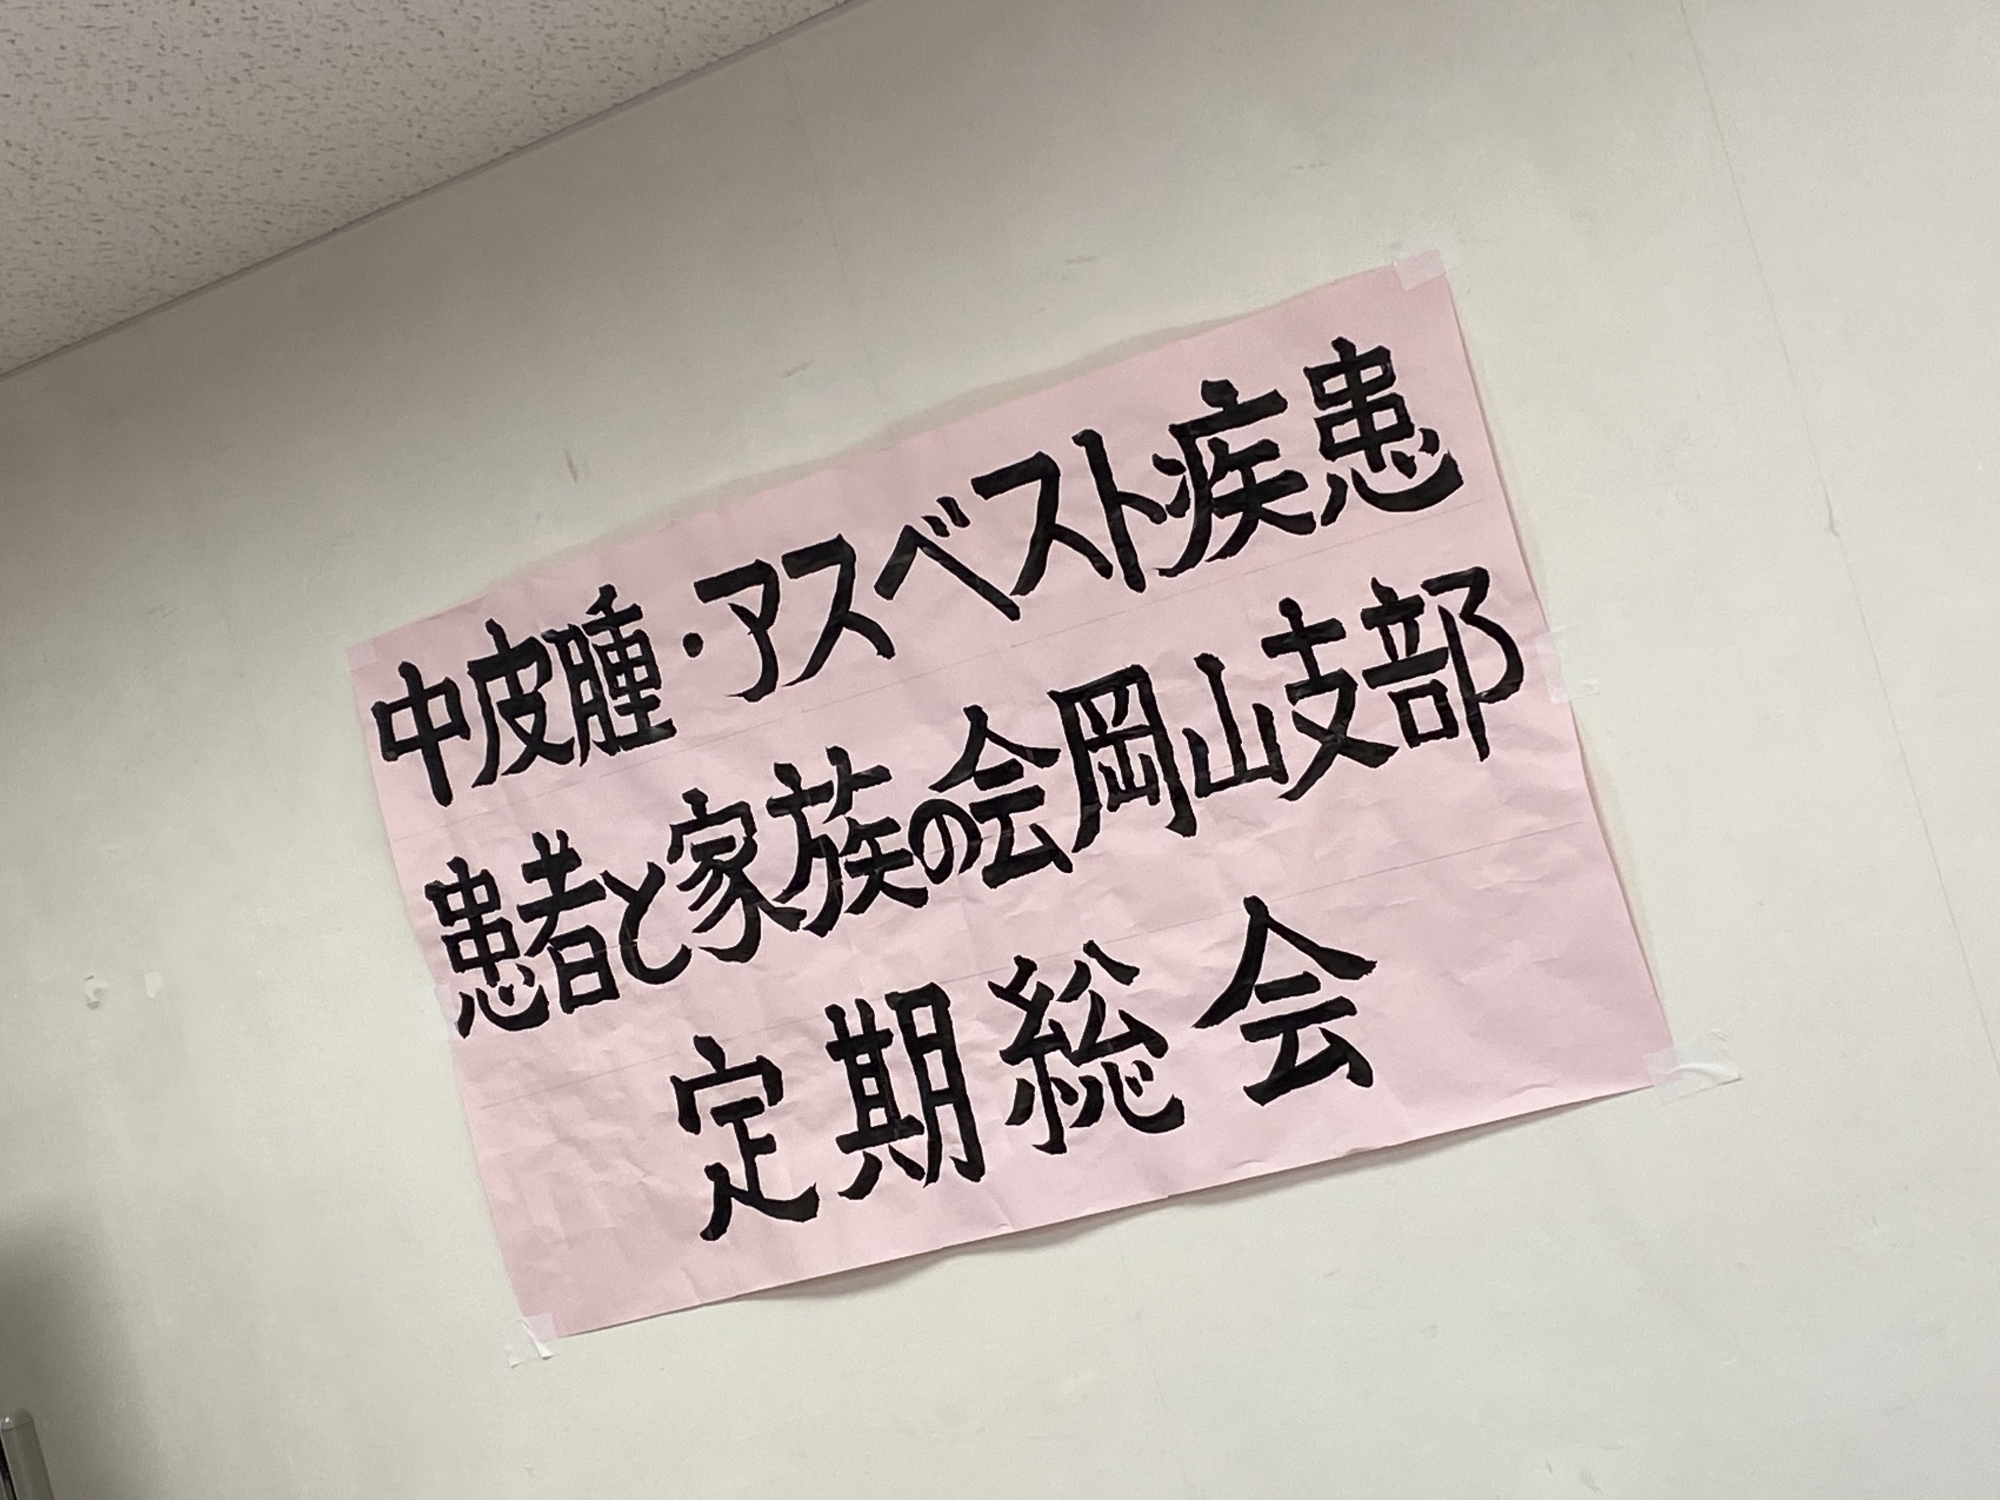 中皮腫・アスベスト疾患
患者と家族の会岡山支部
定期総会